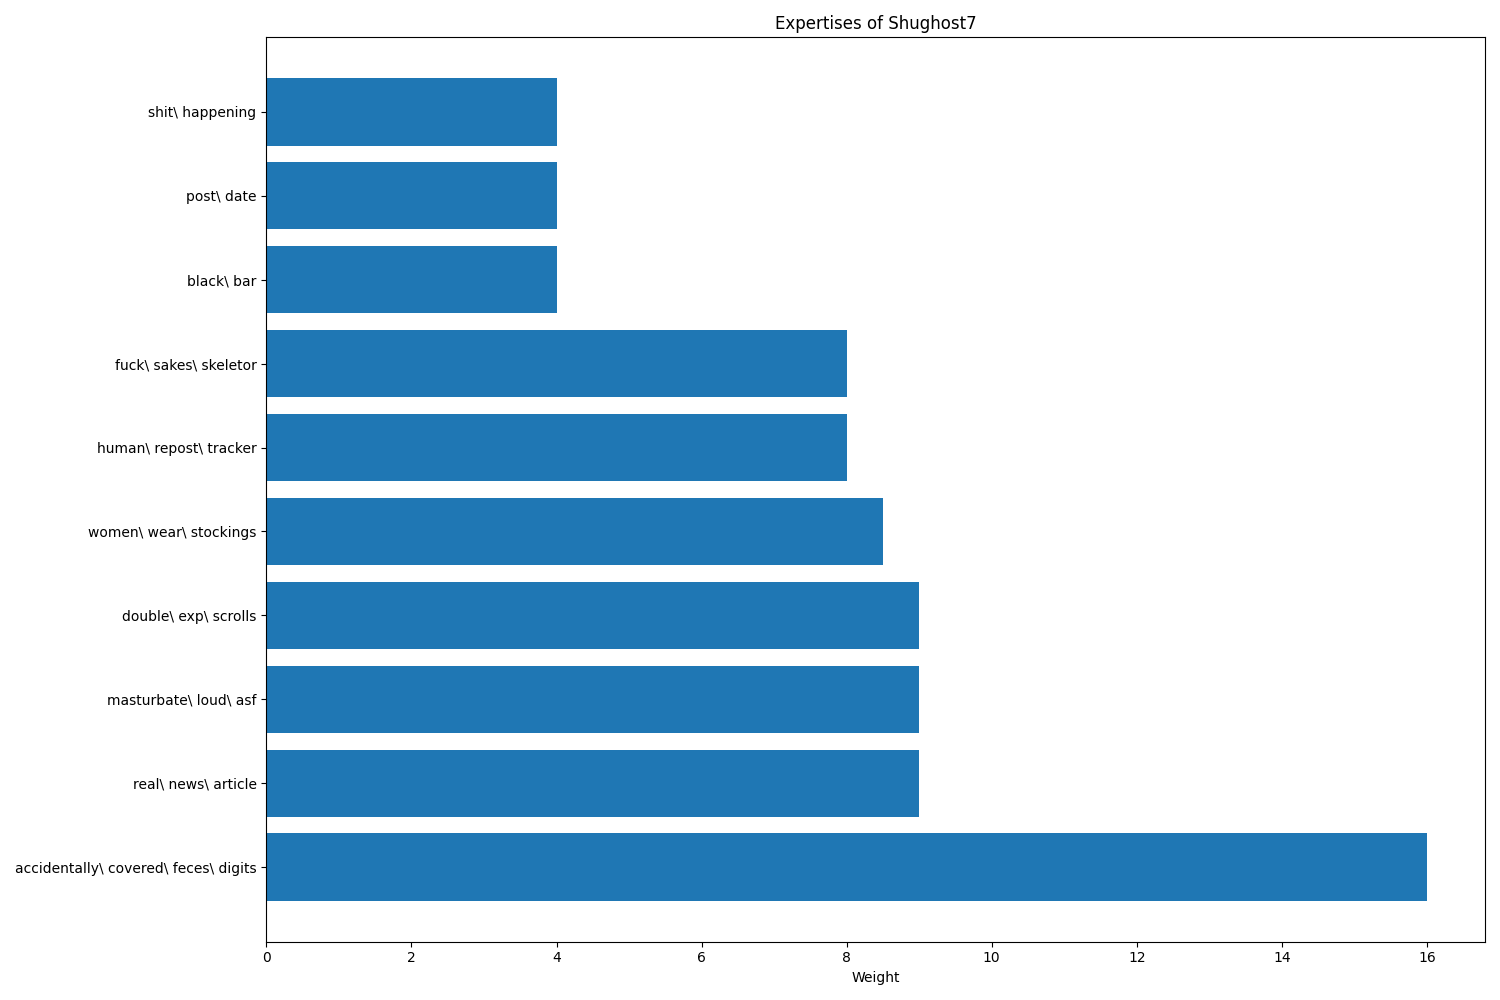 Expertises of Shughost7
shit\ happening
post\ date
black\ bar
fuck\ sakes\ skeletor
human\ repost\ tracker
women\ wear\ stockings
double\ exp\ scrolls
masturbate\ loud\ asf
real\ news\ article
accidentally\ covered\ feces\ digits
0 2 4 6 8 10 12 14 16
Weight